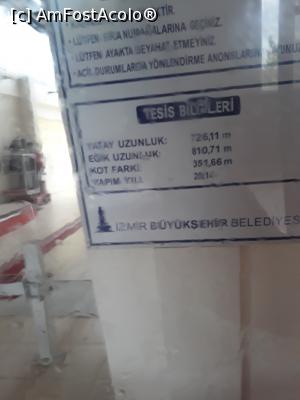 [c] AmFostAcolo®
• LÜTFEN SIRA NUMARALARINA GEÇİNİZ.
• LÜTFEN AYAKTA SEYAHAT ETMEYİNİZ.
• ACİL DURUMLARDA YÖNLENDİRME ANONSLARINI
TESİS BİLGİLERİ
YATAY UZUNLUK: 726,11 m
EĞİK UZUNLUK: 810,71 m
KOT FARKI: 351,66 m
YAPIM YILI
İZMİR BÜYÜKŞEHİR BELEDİYES